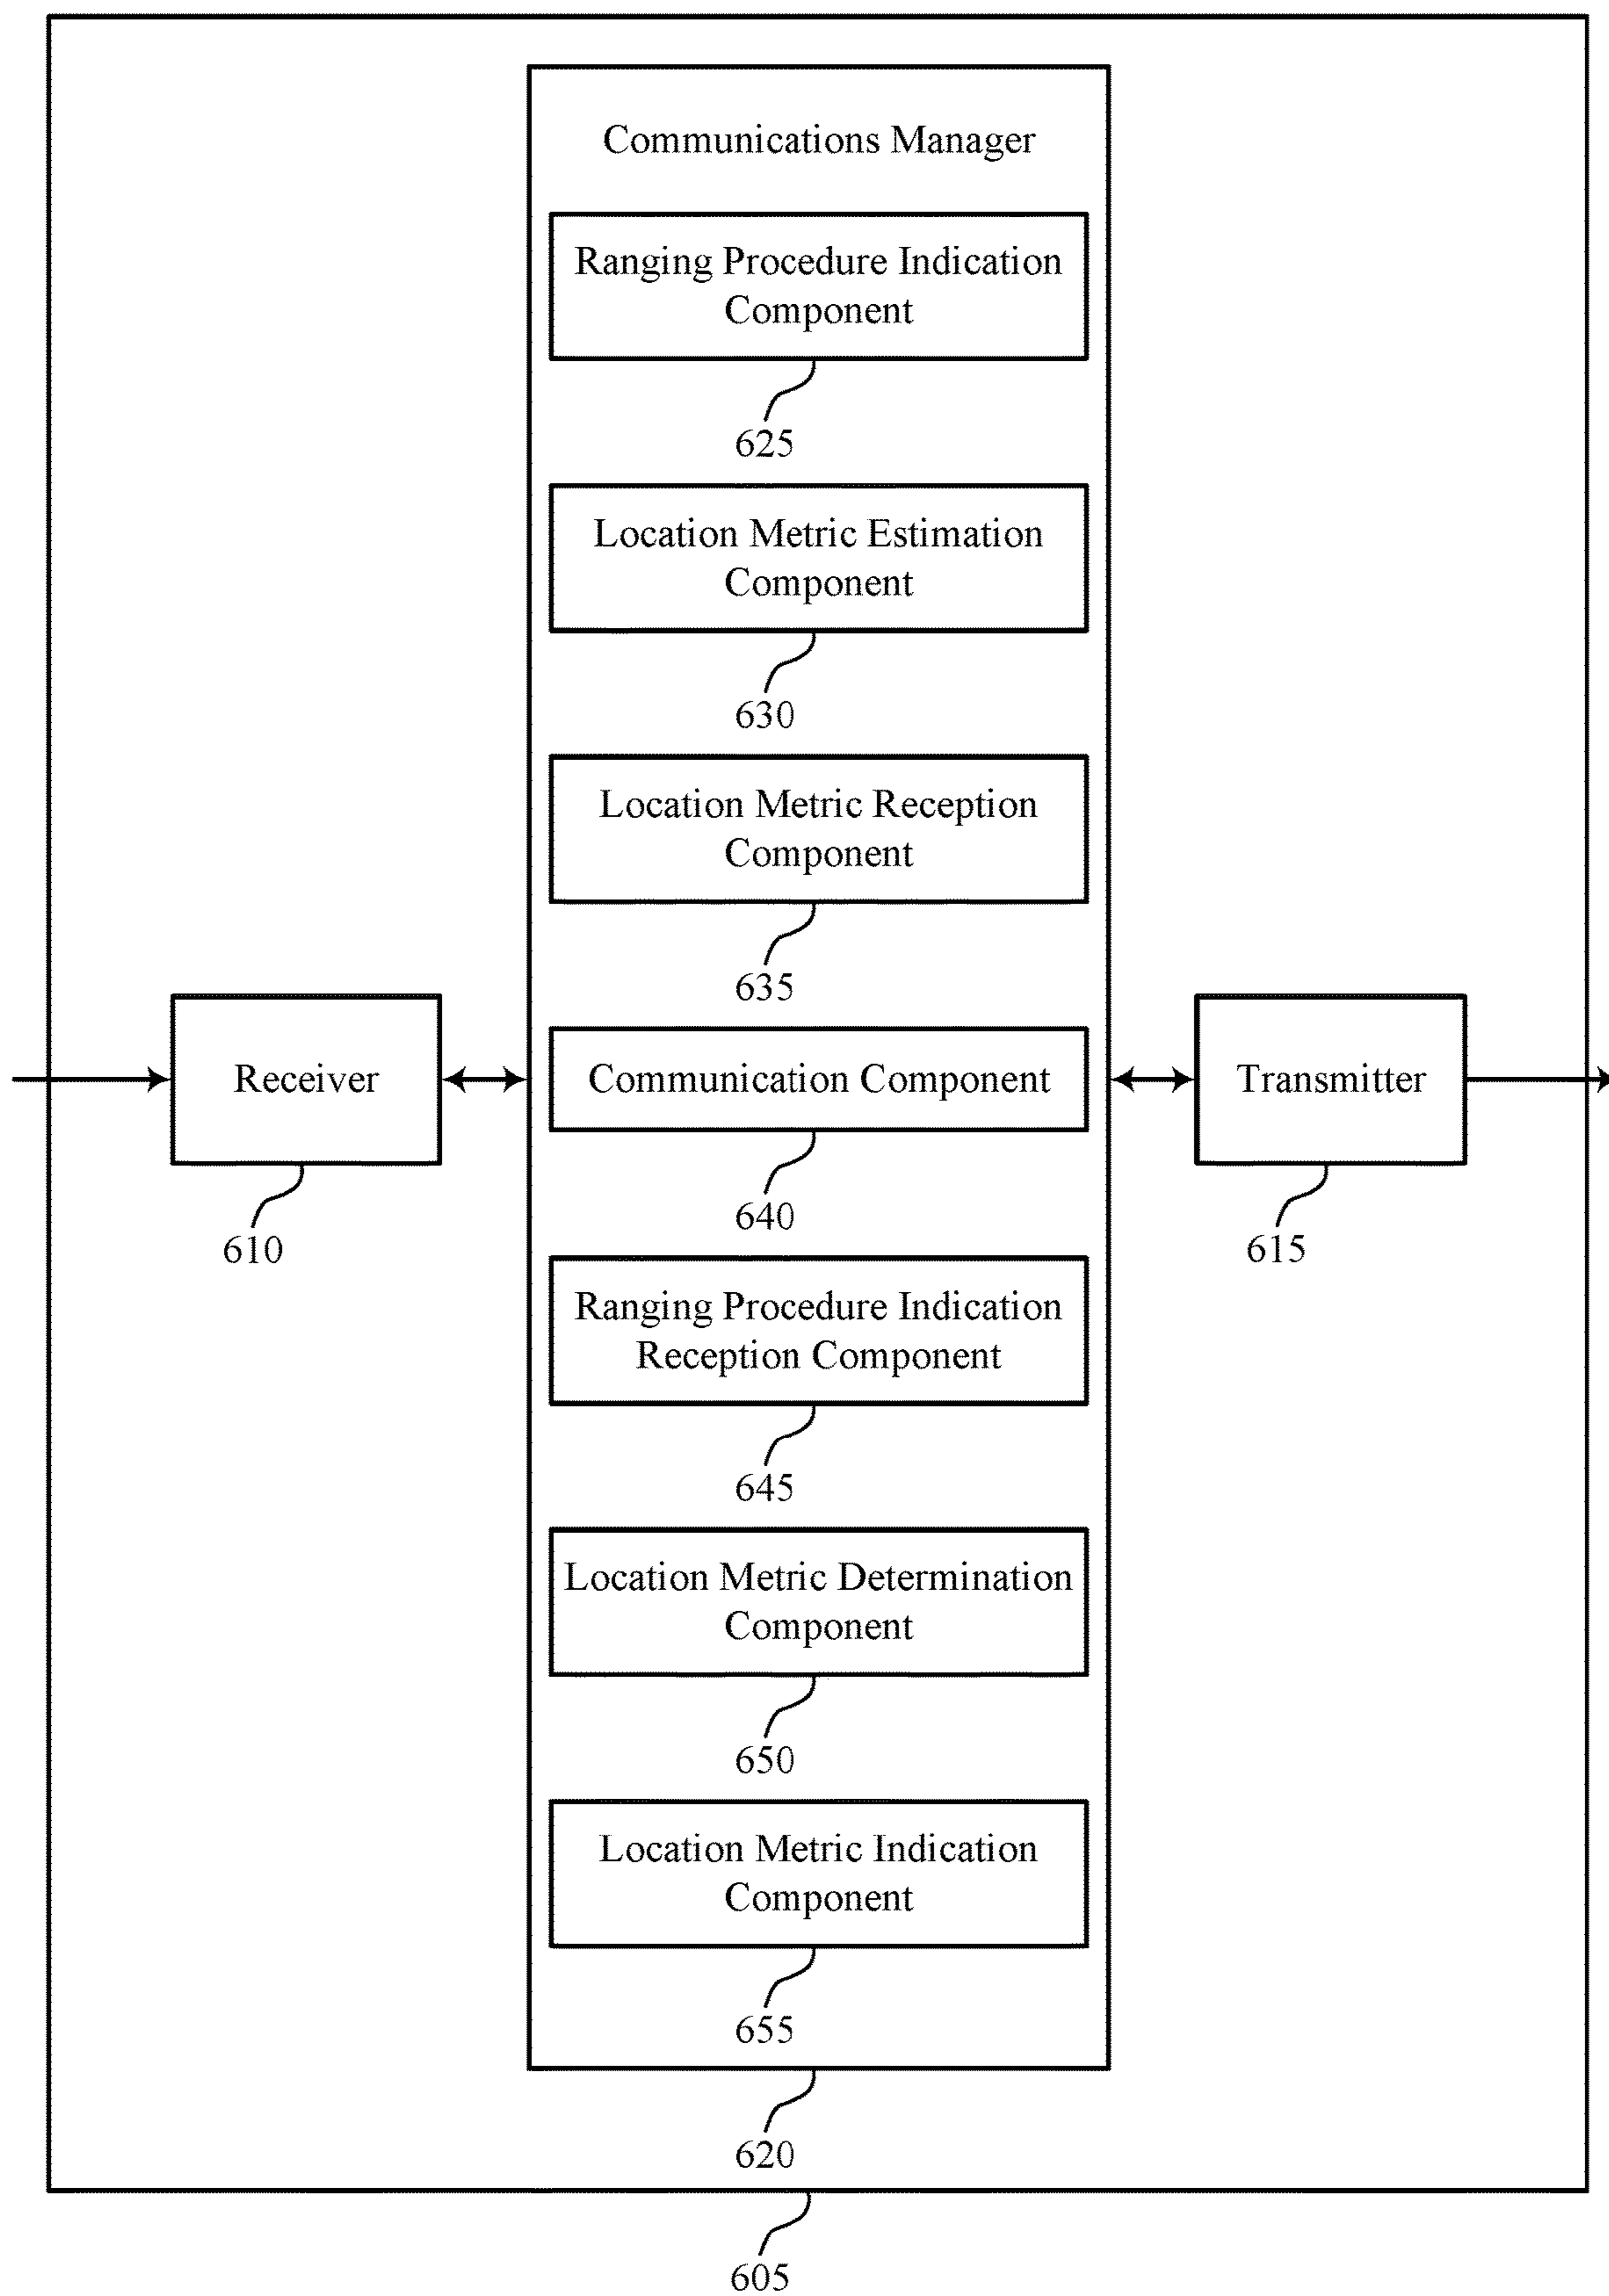 Communications Manager
Ranging Procedure Indication
Component
625
Location Metric Estimation
Component
630
Location Metric Reception
Component
635
Receiver
610
Communication Component
640
Transmitter
615
Ranging Procedure Indication
Reception Component
645
Location Metric Determination
Component
650
Location Metric Indication
Component
655
620
605